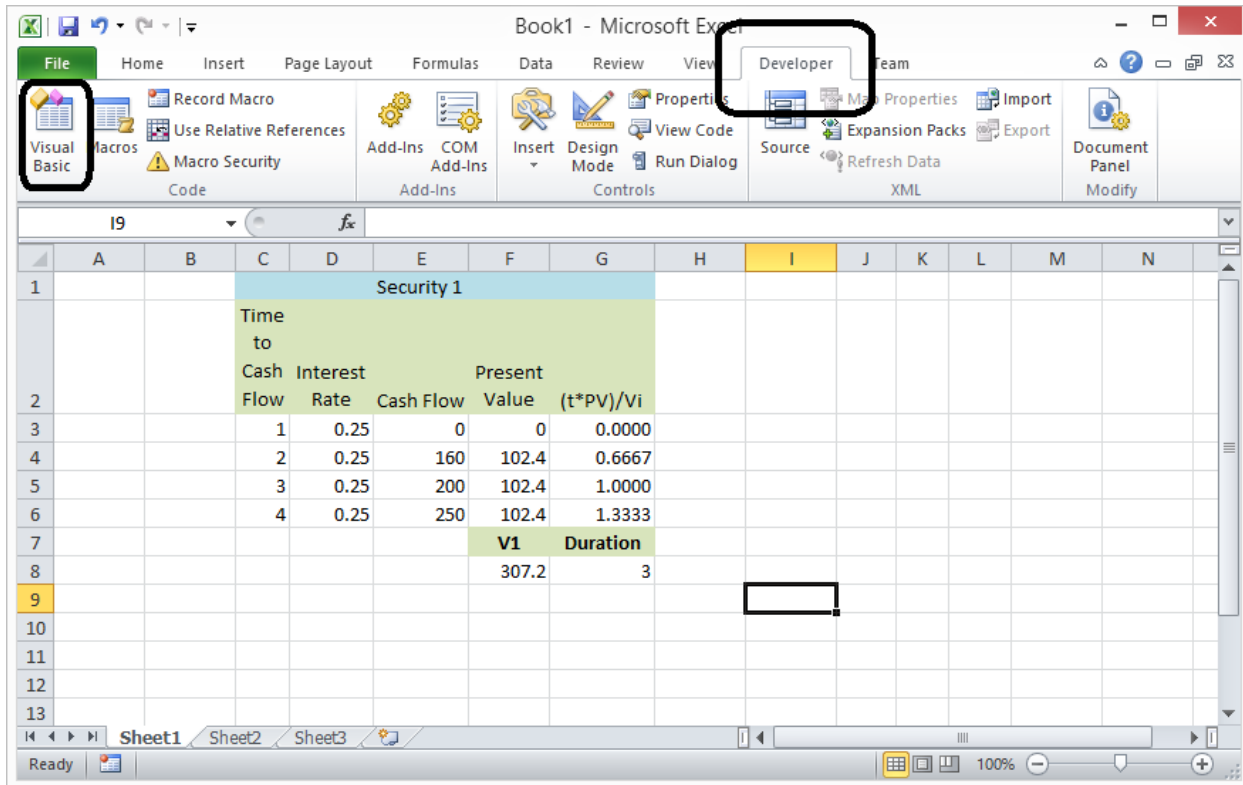 Book1 - Microsoft Excel
File Home Insert Page Layout Formulas Data Review View Developer Team
Visual Basic
Macros
Record Macro
Use Relative References
Macro Security
Code
Add-Ins
COM Add-Ins
Add-Ins
Insert
Design Mode
Properties
View Code
Run Dialog
Controls
Source
Map Properties
Expansion Packs
Refresh Data
Import
Export
XML
Document Panel
Modify
I9 fx
A B C D E F G H I J K L M N
1 Security 1
2 Time to Cash Flow Interest Rate Cash Flow Present Value (t*PV)/Vi
3 1 0.25 0 0 0.0000
4 2 0.25 160 102.4 0.6667
5 3 0.25 200 102.4 1.0000
6 4 0.25 250 102.4 1.3333
7 V1 Duration
8 307.2 3
9
10
11
12
13
Sheet1 Sheet2 Sheet3
Ready 100%